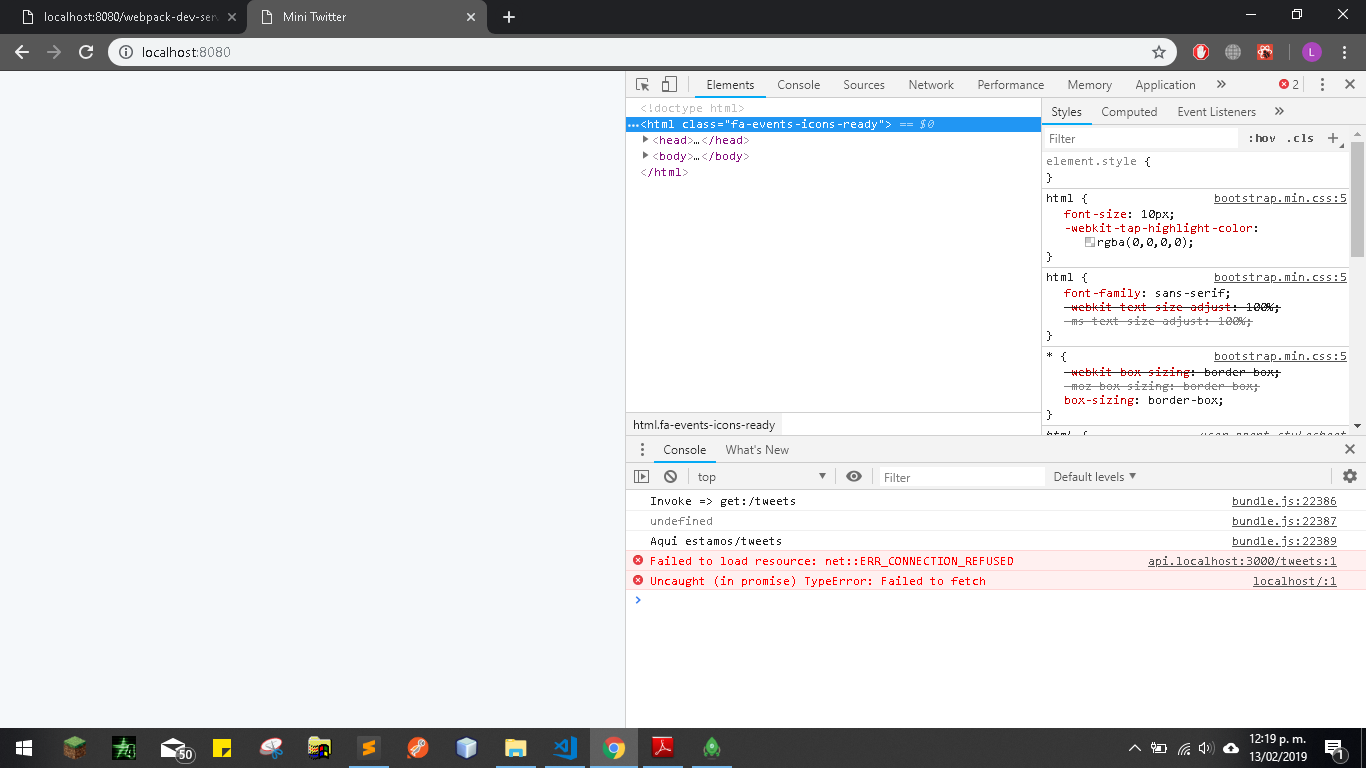 localhost:8080/webpack-dev-ser
Mini Twitter
localhost:8080
L
Elements Console Sources Network Performance Memory Application » 2
<!doctype html>
…<html class="fa-events-icons-ready"> == $0
<head>…</head>
<body>…</body>
</html>
html.fa-events-icons-ready
Styles Computed Event Listeners »
Filter :hov .cls +
element.style {
}
html { bootstrap.min.css:5
font-size: 10px;
-webkit-tap-highlight-color:
rgba(0,0,0,0);
}
html { bootstrap.min.css:5
font-family: sans-serif;
-webkit-text-size-adjust: 100%;
-ms-text-size-adjust: 100%;
}
* { bootstrap.min.css:5
-webkit-box-sizing: border-box;
-moz-box-sizing: border-box;
box-sizing: border-box;
}
html { user agent stylesheet
Console What's New
top Filter Default levels
Invoke => get:/tweets bundle.js:22386
undefined bundle.js:22387
Aqui estamos/tweets bundle.js:22389
Failed to load resource: net::ERR_CONNECTION_REFUSED api.localhost:3000/tweets:1
Uncaught (in promise) TypeError: Failed to fetch localhost/:1
50
12:19 p. m.
13/02/2019
1